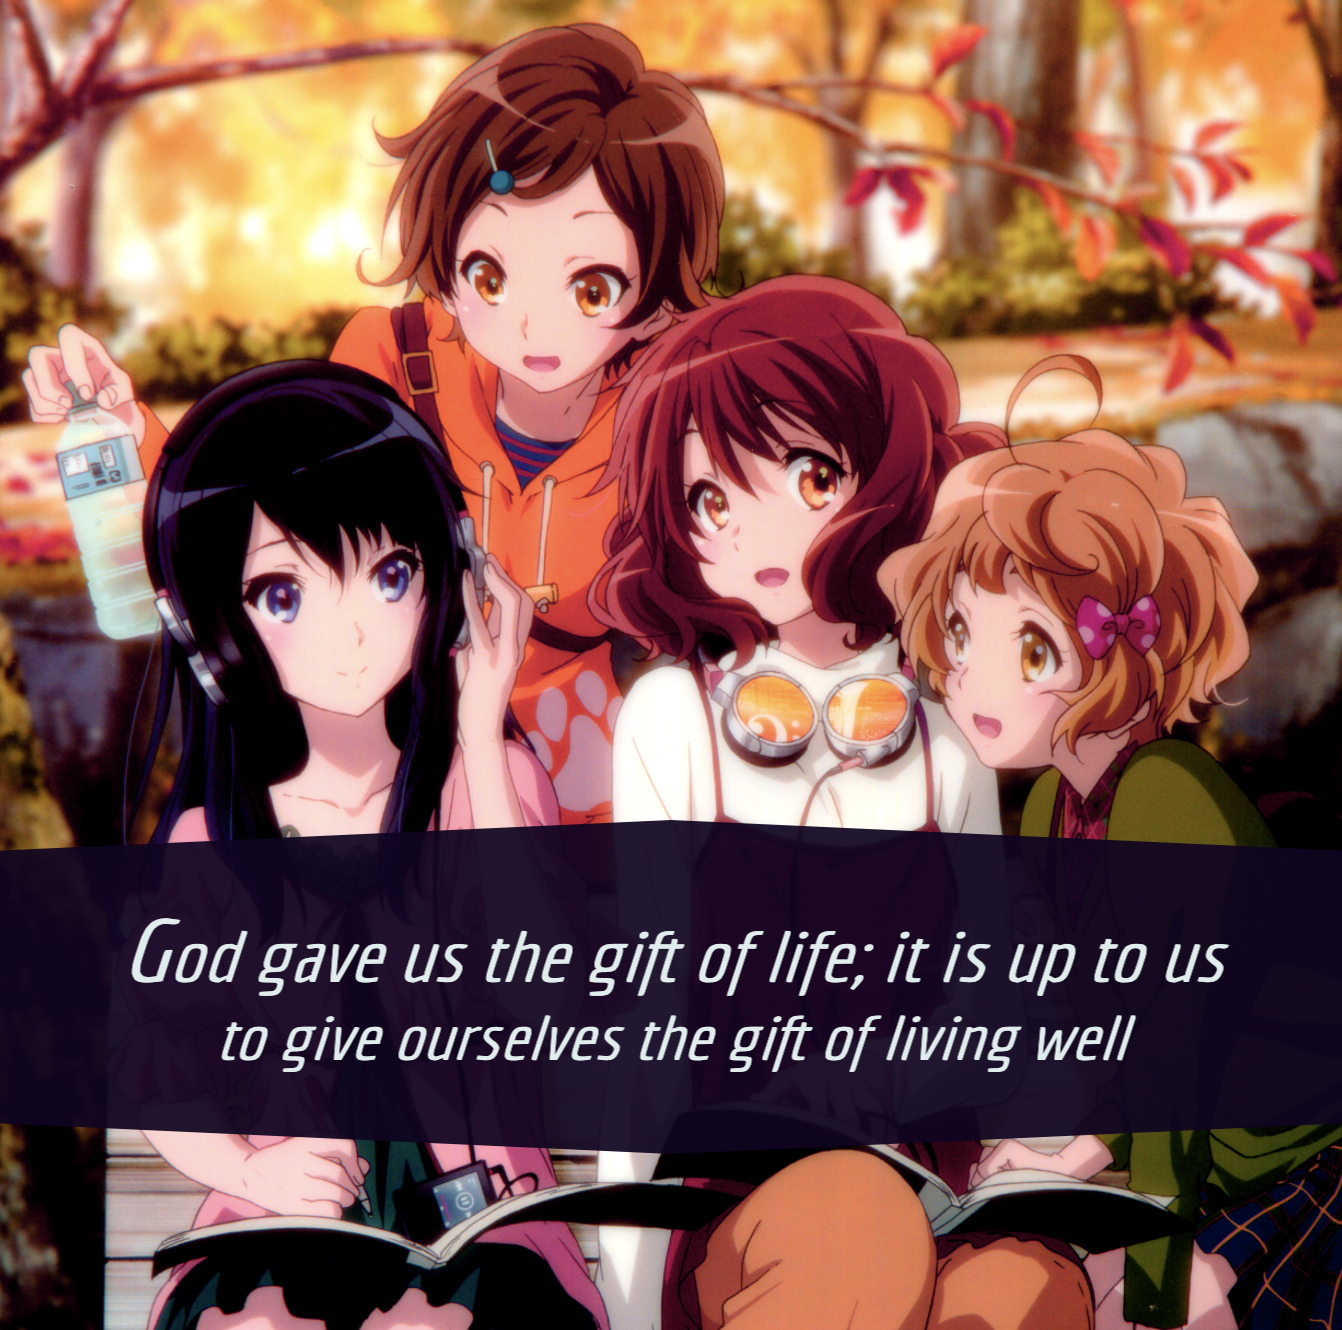 God gave us the gift of life; it is up to us
to give ourselves the gift of living well